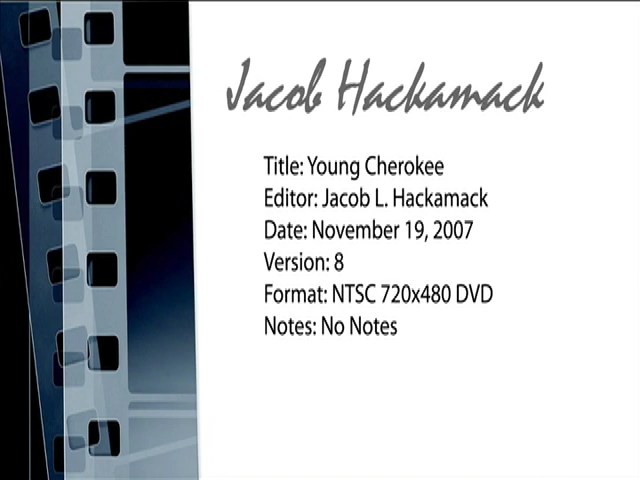 Jacob Hackamack
Title: Young Cherokee
Editor: Jacob L. Hackamack
Date: November 19, 2007
Version: 8
Format: NTSC 720x480 DVD
Notes: No Notes